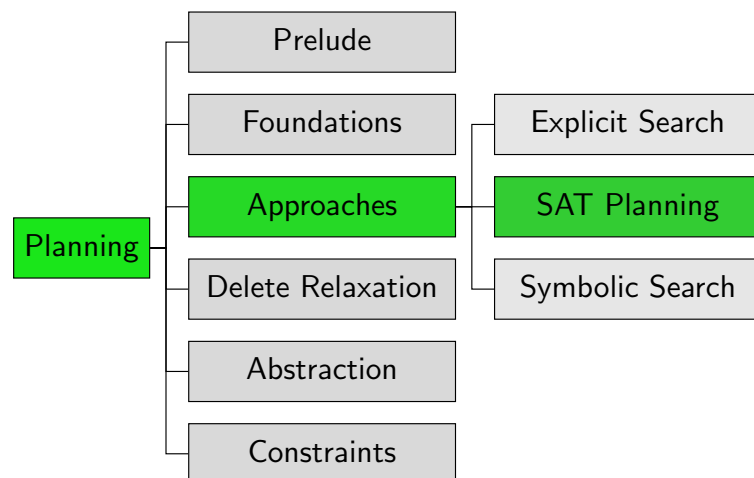 Planning
Prelude
Foundations
Approaches
Delete Relaxation
Abstraction
Constraints
Explicit Search
SAT Planning
Symbolic Search